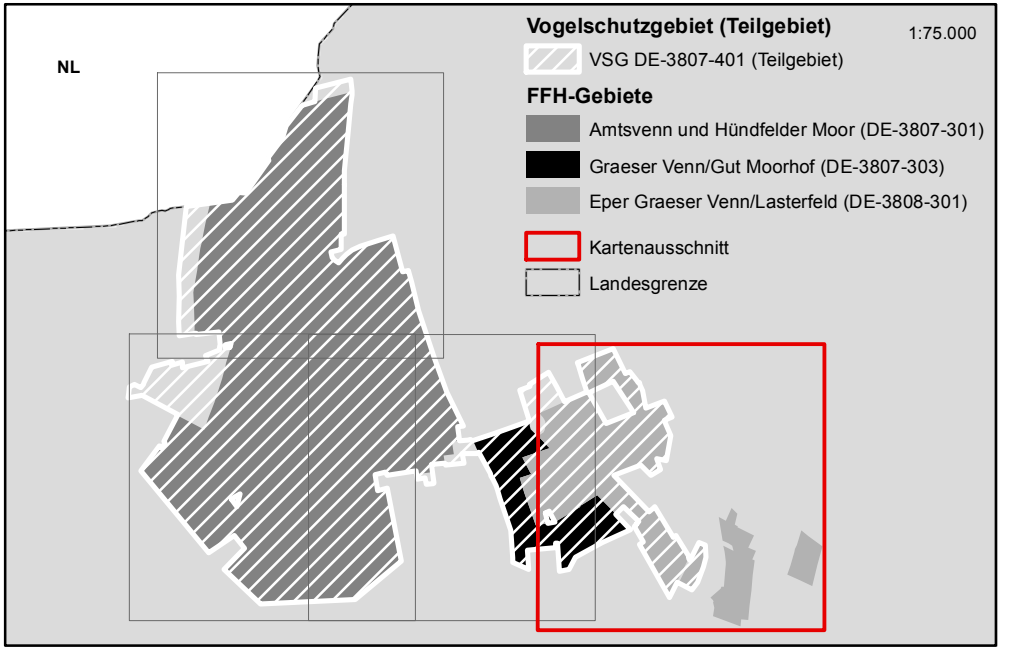 Vogelschutzgebiet (Teilgebiet)
1:75.000
NL
VSG DE-3807-401 (Teilgebiet)
FFH-Gebiete
Amtsvenn und Hündfelder Moor (DE-3807-301)
Graeser Venn/Gut Moorhof (DE-3807-303)
Eper Graeser Venn/Lasterfeld (DE-3808-301)
Kartenausschnitt
Landesgrenze